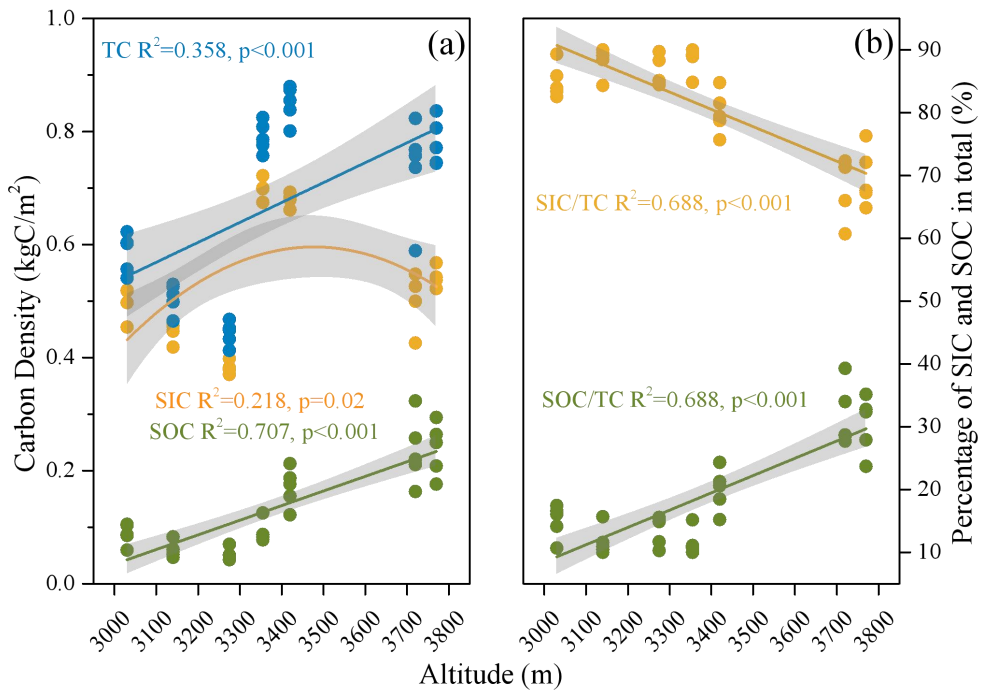 (a)
TC R²=0.358, p<0.001
SIC R²=0.218, p=0.02
SOC R²=0.707, p<0.001
Carbon Density (kgC/m²)
1.0
0.8
0.6
0.4
0.2
0.0
3000 3100 3200 3300 3400 3500 3600 3700 3800
(b)
SIC/TC R²=0.688, p<0.001
SOC/TC R²=0.688, p<0.001
90
80
70
60
50
40
30
20
10
Percentage of SIC and SOC in total (%)
3000 3100 3200 3300 3400 3500 3600 3700 3800
Altitude (m)